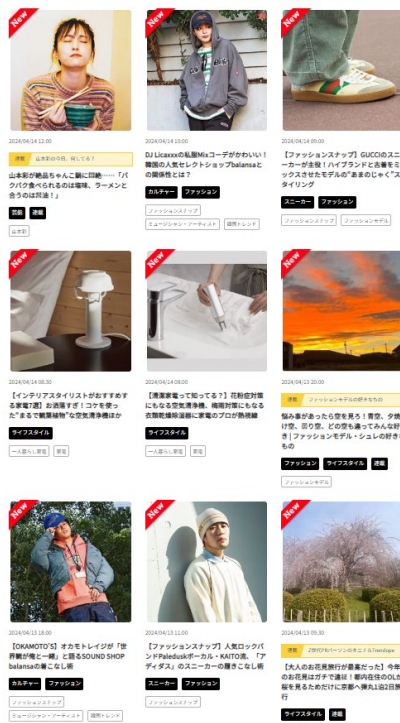 New
2024/04/14 12:00
連載 山本彩の今日、何してる?
山本彩が絶品ちゃんこ鍋に悶絶……「パ
クパク食べられるのは塩味、ラーメンと
合うのは醤油！」
芸能 連載
山本彩
New
2024/04/14 10:00
DJ Licaxxxの私服Mixコーデがかわいい！
韓国の人気セレクトショップbalansaと
の関係性とは？
カルチャー ファッション
ファッションスナップ
ミュージシャン・アーティスト 韓国トレンド
New
2024/04/14 09:00
【ファッションスナップ】GUCCIのスニ
ーカーが主役！ハイブランドと古着をミ
ックスさせたモデルの"あまのじゃく"ス
タイリング
スニーカー ファッション
ファッションスナップ ファッションモデル
New
2024/04/14 08:30
【インテリアスタイリストがおすすめす
る家電7選】お洒落すぎ！コケを使っ
た"まるで観葉植物"な空気清浄機ほか
ライフスタイル
一人暮らし家電 家電
New
2024/04/14 08:00
【清潔家電って知ってる？】花粉症対策
にもなる空気清浄機、梅雨対策にもなる
衣類乾燥除湿器に家電のプロが熱視線
ライフスタイル
一人暮らし家電 家電
New
2024/04/13 20:00
連載 ファッションモデルの好きなもの
悩み事があったら空を見ろ！青空、夕焼
け空、曇り空、どの空も違ってみんな好
き｜ファッションモデル・シュレの好きな
もの
ファッション ライフスタイル 連載
ファッションモデル
New
2024/04/13 18:00
【OKAMOTO'S】オカモトレイジが「世
界観が俺と一緒」と語るSOUND SHOP
balansaの着こなし術
カルチャー ファッション
ファッションスナップ
ミュージシャン・アーティスト 韓国トレンド
New
2024/04/13 11:00
【ファッションスナップ】人気ロックバ
ンドPaleduskボーカル・KAITO流、「ア
ディダス」のスニーカーの履きこなし術
スニーカー ファッション
ファッションスナップ
New
2024/04/13 09:30
連載
【大人のお花見旅行が最高だった】今年
のお花見はガチで遠征！都内在住のOLが
桜を見るためだけに京都へ弾丸1泊2日旅
行
ライフスタイル 連載